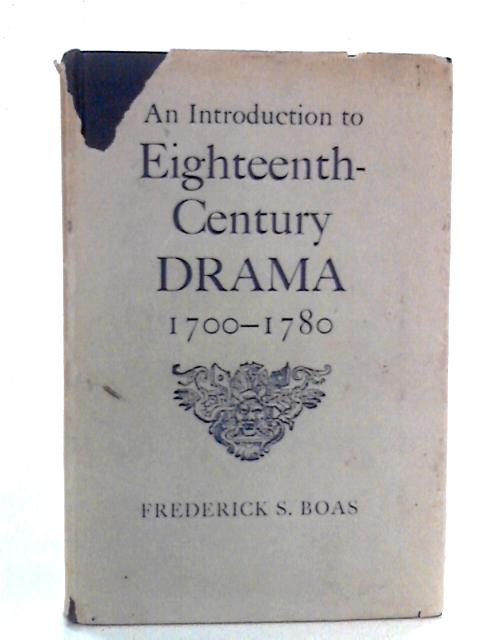 An Introduction to
Eighteenth-
Century
DRAMA
1700–1780
FREDERICK S. BOAS